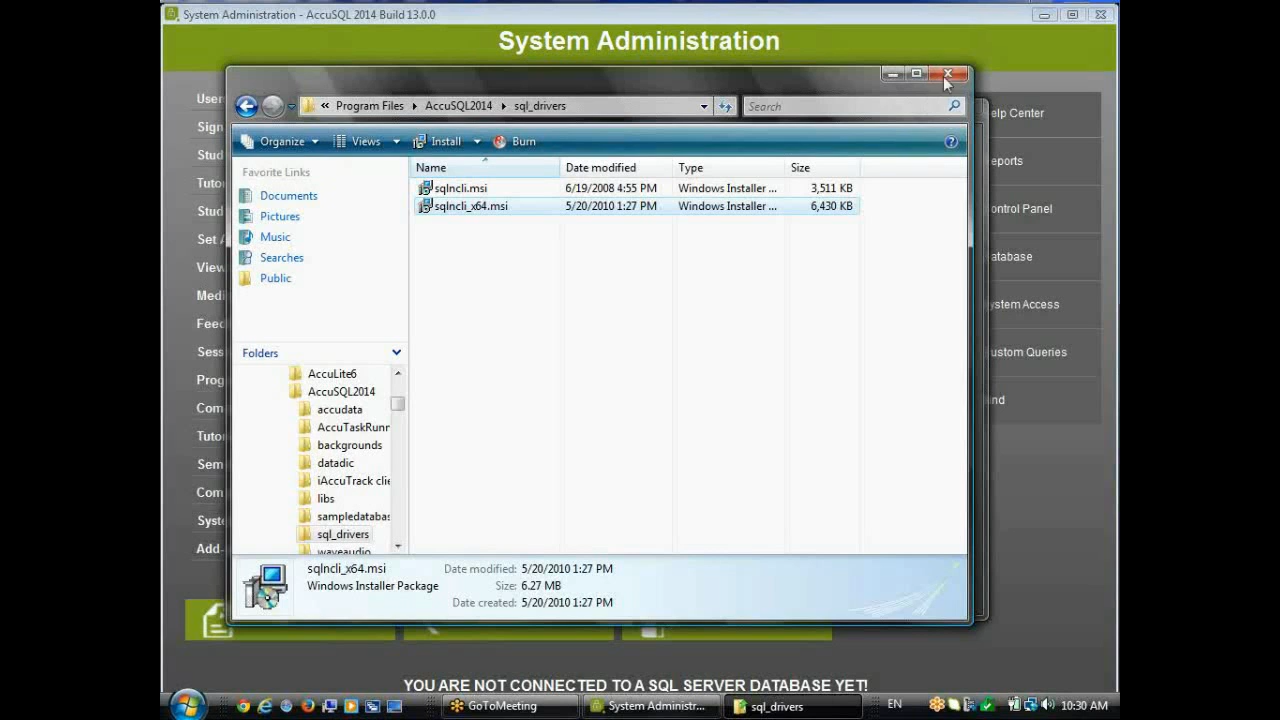 System Administration - AccuSQL 2014 Build 13.0.0
System Administration
« Program Files AccuSQL2014 sql_drivers
Search
Organize Views Install Burn
Favorite Links
Documents
Pictures
Music
Searches
Public
Name Date modified Type Size
sqlncli.msi 6/19/2008 4:55 PM Windows Installer ... 3,511 KB
sqlncli_x64.msi 5/20/2010 1:27 PM Windows Installer ... 6,430 KB
Folders
AccuLite6
AccuSQL2014
accudata
AccuTaskRunn
backgrounds
datadic
iAccuTrack clie
libs
sampledatabas
sql_drivers
waveaudio
sqlncli_x64.msi
Windows Installer Package
Date modified: 5/20/2010 1:27 PM
Size: 6.27 MB
Date created: 5/20/2010 1:27 PM
User
Sign
Stud
Tutor
Stud
Set A
View
Medi
Feed
Sess
Prog
Com
Tutor
Sem
Com
Syst
Add
elp Center
eports
ontrol Panel
atabase
ystem Access
ustom Queries
ind
YOU ARE NOT CONNECTED TO A SQL SERVER DATABASE YET!
GoToMeeting
System Administr...
sql_drivers
EN
10:30 AM